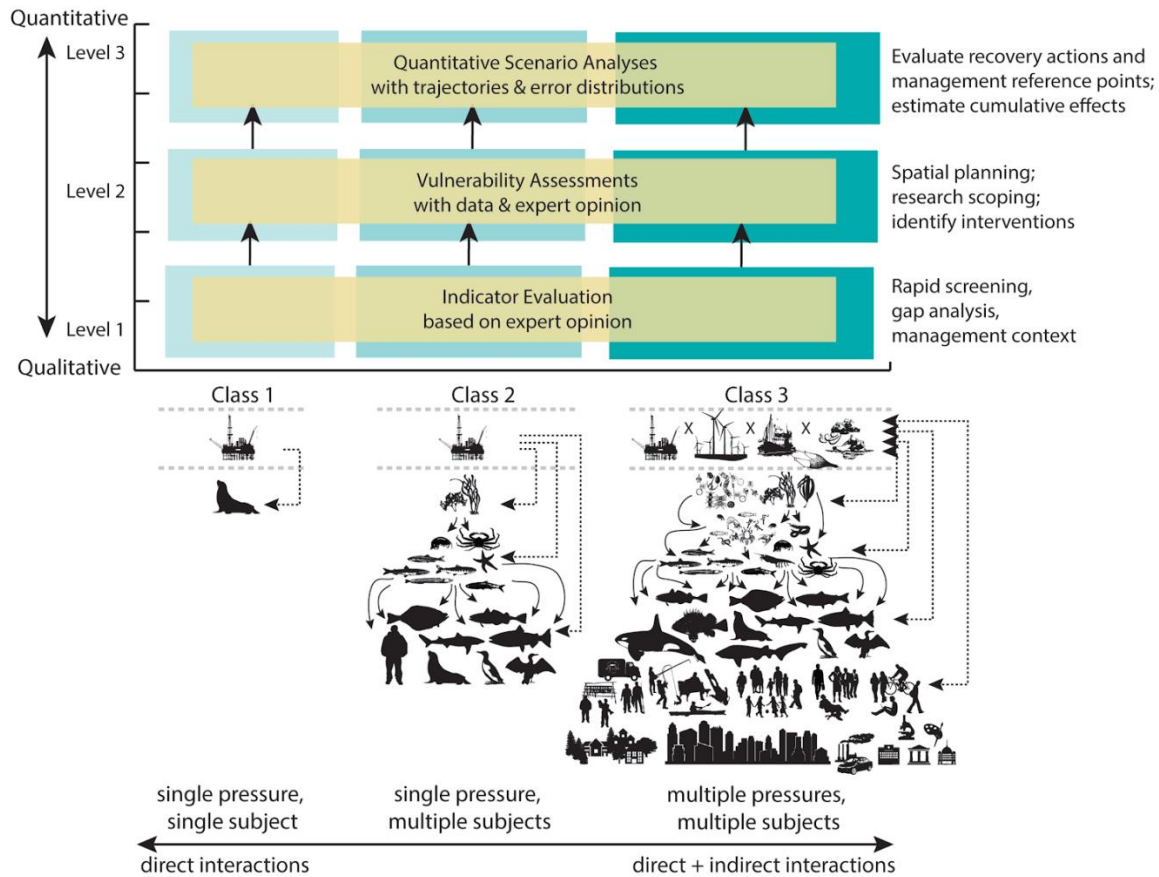 Quantitative
Level 3
Quantitative Scenario Analyses
with trajectories & error distributions
Evaluate recovery actions and
management reference points;
estimate cumulative effects
Level 2
Vulnerability Assessments
with data & expert opinion
Spatial planning;
research scoping;
identify interventions
Level 1
Indicator Evaluation
based on expert opinion
Rapid screening,
gap analysis,
management context
Qualitative
Class 1
Class 2
Class 3
X X X
single pressure,
single subject
single pressure,
multiple subjects
multiple pressures,
multiple subjects
direct interactions
direct + indirect interactions